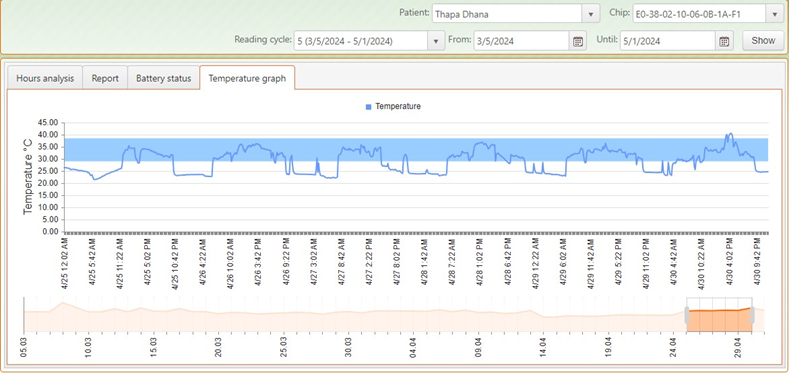 Patient: Thapa Dhana Chip: E0-38-02-10-06-0B-1A-F1
Reading cycle: 5 (3/5/2024 - 5/1/2024) From: 3/5/2024 Until: 5/1/2024 Show
Hours analysis Report Battery status Temperature graph
Temperature
Temperature °C
45.00
40.00
35.00
30.00
25.00
20.00
15.00
10.00
5.00
0.00
4/25 12:02 AM
4/25 5:42 AM
4/25 11:22 AM
4/25 5:02 PM
4/25 10:42 PM
4/26 4:22 AM
4/26 10:02 AM
4/26 3:42 PM
4/26 9:22 PM
4/27 3:02 AM
4/27 8:42 AM
4/27 2:22 PM
4/27 8:02 PM
4/28 1:42 AM
4/28 7:22 AM
4/28 1:02 PM
4/28 6:42 PM
4/29 12:22 AM
4/29 6:02 AM
4/29 11:42 AM
4/29 5:22 PM
4/29 11:02 PM
4/30 4:42 AM
4/30 10:22 AM
4/30 4:02 PM
4/30 9:42 PM
05.03
10.03
15.03
20.03
25.03
30.03
04.04
09.04
14.04
19.04
24.04
29.04